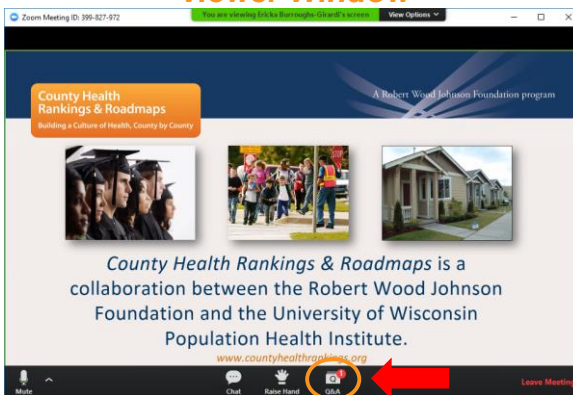 Viewer Window
Zoom Meeting ID: 399-827-972
You are viewing Ericka Burroughs-Girardi's screen
View Options
County Health
Rankings & Roadmaps
Building a Culture of Health, County by County
A Robert Wood Johnson Foundation program
County Health Rankings & Roadmaps is a
collaboration between the Robert Wood Johnson
Foundation and the University of Wisconsin
Population Health Institute.
www.countyhealthrankings.org
Mute
Chat
Raise Hand
1
Q&A
Leave Meeting